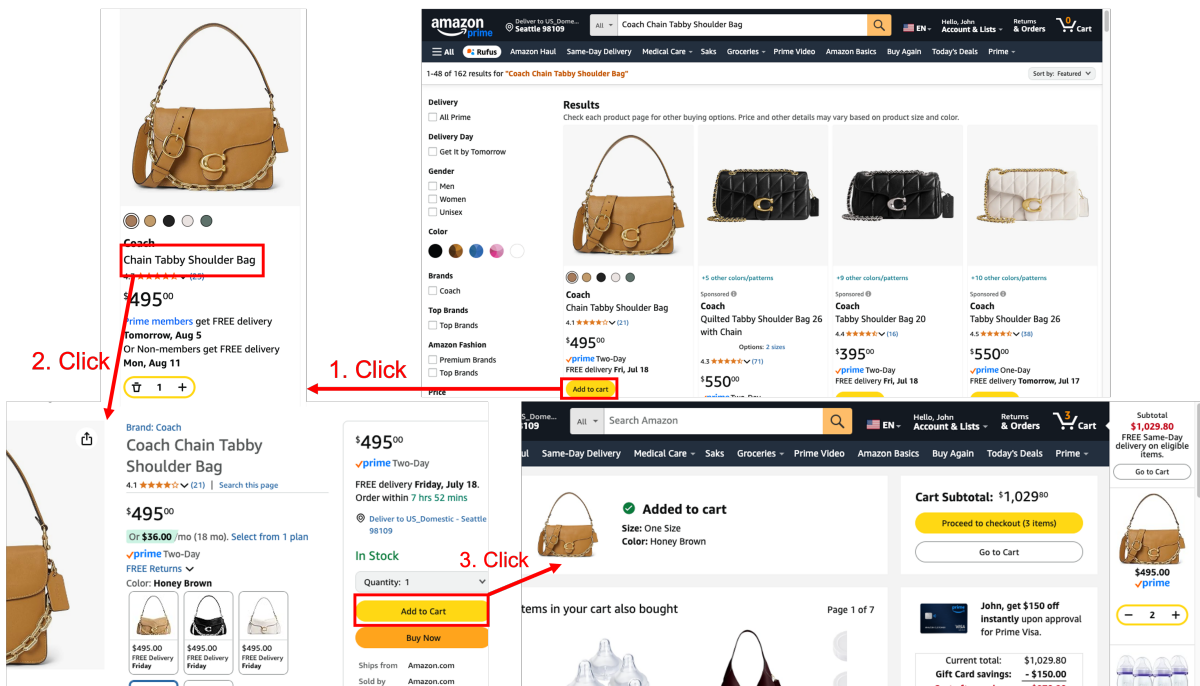 Coach
Chain Tabby Shoulder Bag
$49500
Prime members get FREE delivery
Tomorrow, Aug 5
Or Non-members get FREE delivery
Mon, Aug 11
1 +
2. Click
1. Click
amazon
prime
Deliver to US_Dome...
Seattle 98109
All
Coach Chain Tabby Shoulder Bag
EN
Hello, John
Account & Lists
Returns
& Orders
0
Cart
All
Rufus
Amazon Haul
Same-Day Delivery
Medical Care
Saks
Groceries
Prime Video
Amazon Basics
Buy Again
Today's Deals
Prime
1-48 of 162 results for "Coach Chain Tabby Shoulder Bag"
Sort by: Featured
Delivery
All Prime
Delivery Day
Get It by Tomorrow
Gender
Men
Women
Unisex
Color
Brands
Coach
Top Brands
Top Brands
Amazon Fashion
Premium Brands
Top Brands
Price
Results
Check each product page for other buying options. Price and other details may vary based on product size and color.
Coach
Chain Tabby Shoulder Bag
4.1 (21)
$49500
prime Two-Day
FREE delivery Fri, Jul 18
Add to cart
+5 other colors/patterns
Sponsored
Coach
Quilted Tabby Shoulder Bag 26
with Chain
Options: 2 sizes
4.3 (71)
$55000
prime Two-Day
+9 other colors/patterns
Sponsored
Coach
Tabby Shoulder Bag 20
4.4 (16)
$39500
prime Two-Day
FREE delivery Fri, Jul 18
+10 other colors/patterns
Sponsored
Coach
Tabby Shoulder Bag 26
4.5 (38)
$55000
prime One-Day
FREE delivery Tomorrow, Jul 17
Brand: Coach
Coach Chain Tabby
Shoulder Bag
4.1 (21) | Search this page
$49500
Or $36.00 /mo (18 mo). Select from 1 plan
prime Two-Day
FREE Returns
Color: Honey Brown
$495.00
FREE Delivery
Friday
$495.00
FREE Delivery
Friday
$495.00
FREE Delivery
Friday
$49500
prime Two-Day
FREE delivery Friday, July 18.
Order within 7 hrs 52 mins
Deliver to US_Domestic - Seattle
98109
In Stock
Quantity: 1
Add to Cart
Buy Now
Ships from Amazon.com
Sold by Amazon.com
3. Click
S_Dome...
109
All
Search Amazon
EN
Hello, John
Account & Lists
Returns
& Orders
3
Cart
ul
Same-Day Delivery
Medical Care
Saks
Groceries
Prime Video
Amazon Basics
Buy Again
Today's Deals
Prime
Added to cart
Size: One Size
Color: Honey Brown
Cart Subtotal: $1,02980
Proceed to checkout (3 items)
Go to Cart
tems in your cart also bought
Page 1 of 7
prime
VISA
John, get $150 off
instantly upon approval
for Prime Visa.
Current total: $1,029.80
Gift Card savings: - $150.00
Subtotal
$1,029.80
FREE Same-Day
delivery on eligible
items.
Go to Cart
$495.00
prime
− 2 +